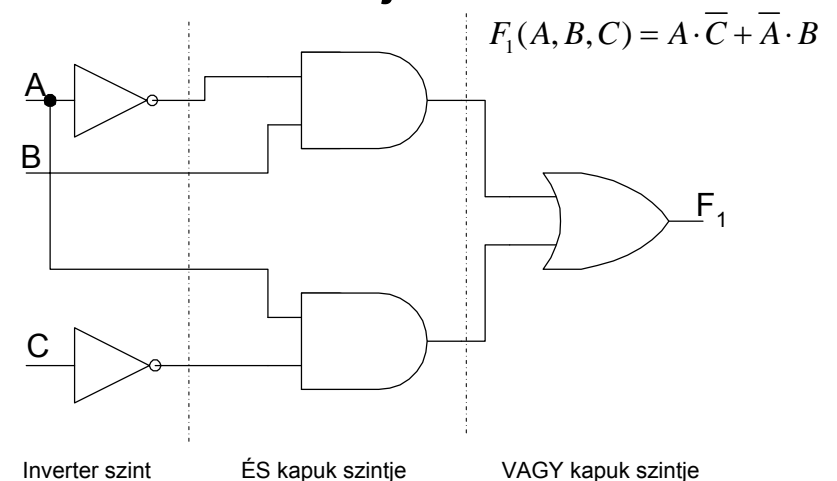 F₁(A, B, C) = A · C̅ + A̅ · B
A
B
F₁
C
Inverter szint
ÉS kapuk szintje
VAGY kapuk szintje